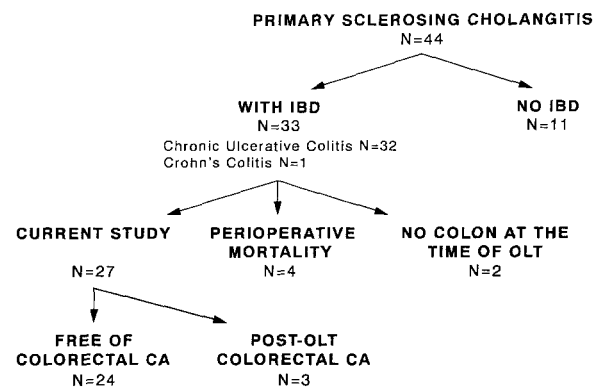 PRIMARY SCLEROSING CHOLANGITIS
N=44
WITH IBD
N=33
Chronic Ulcerative Colitis N=32
Crohn's Colitis N=1
NO IBD
N=11
CURRENT STUDY
N=27
PERIOPERATIVE
MORTALITY
N=4
NO COLON AT THE
TIME OF OLT
N=2
FREE OF
COLORECTAL CA
N=24
POST-OLT
COLORECTAL CA
N=3